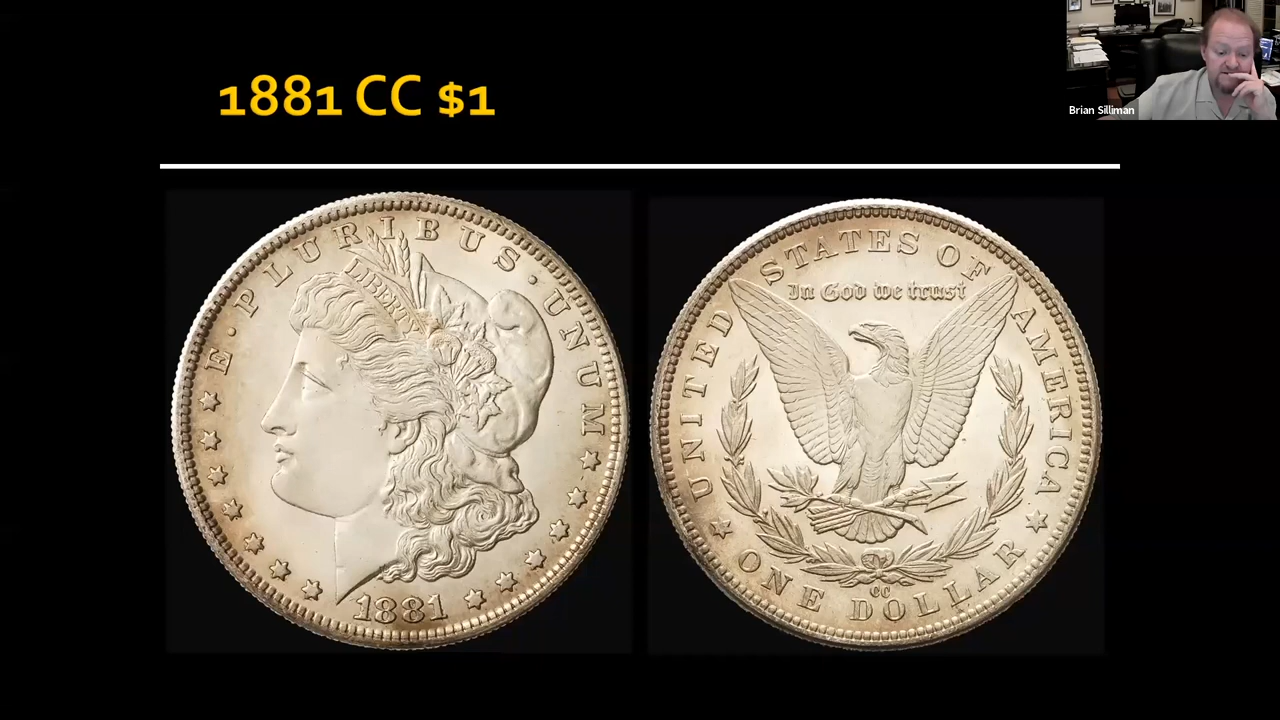 1881 CC $1
Brian Silliman
E · PLURIBUS · UNUM
LIBERTY
1881
UNITED STATES OF AMERICA
In God we trust
CC
ONE DOLLAR